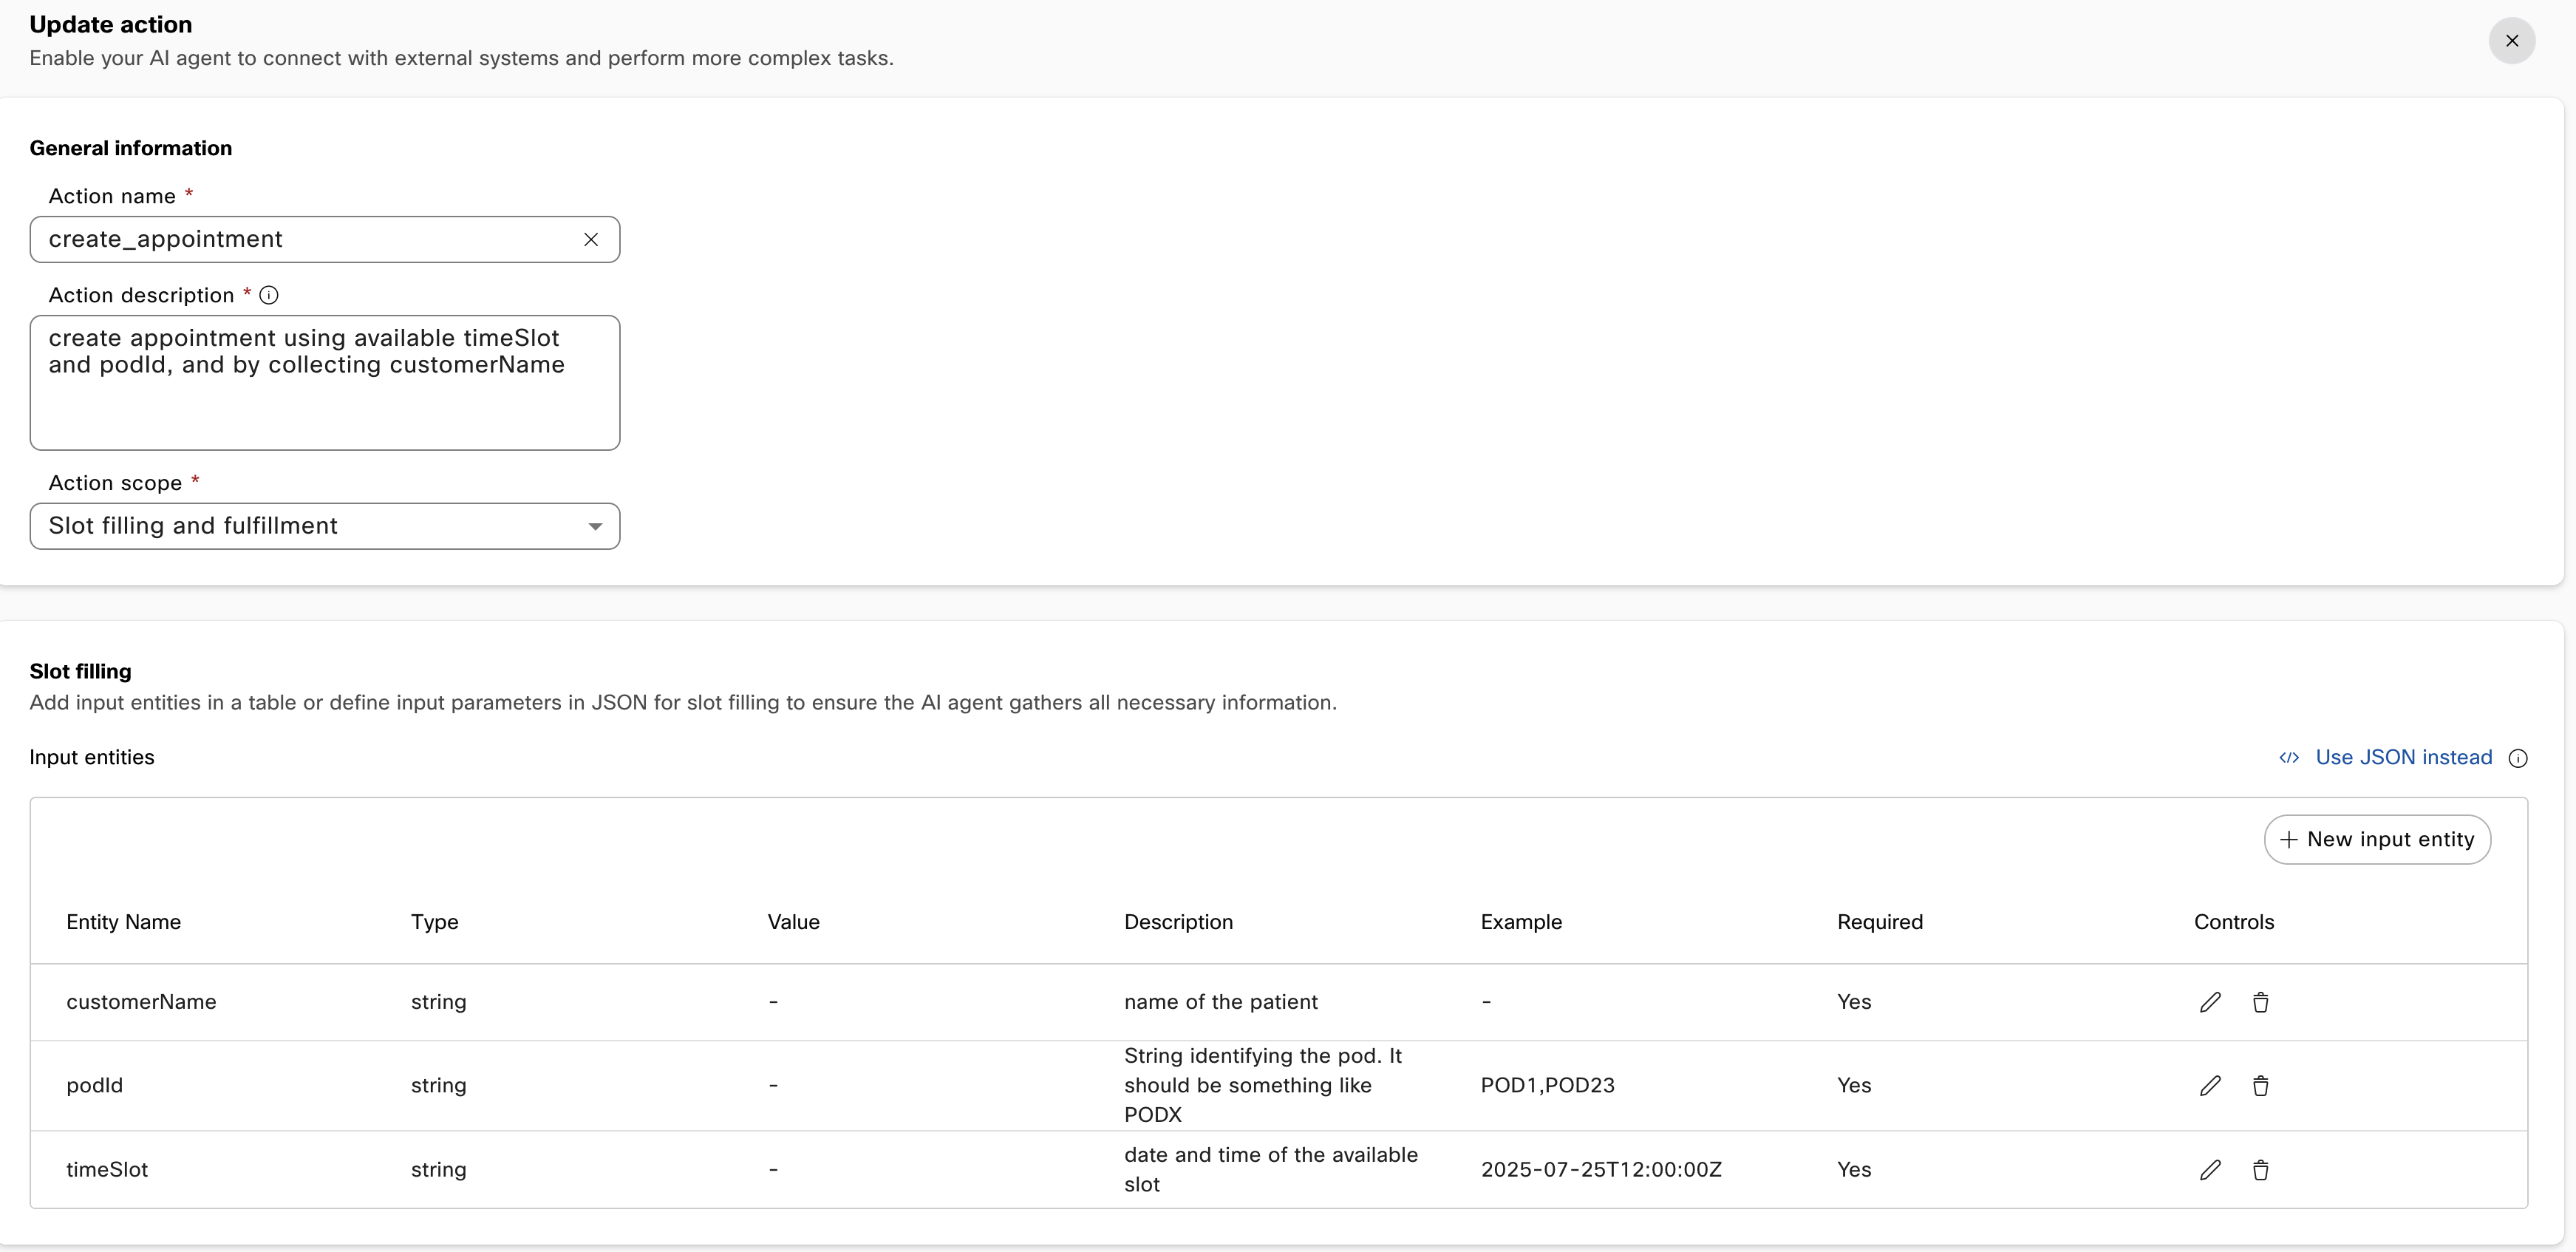 Update action
Enable your AI agent to connect with external systems and perform more complex tasks.
General information
Action name *
create_appointment
Action description *
create appointment using available timeSlot
and podId, and by collecting customerName
Action scope *
Slot filling and fulfillment
Slot filling
Add input entities in a table or define input parameters in JSON for slot filling to ensure the AI agent gathers all necessary information.
Input entities
</> Use JSON instead
+ New input entity
Entity Name Type Value Description Example Required Controls
customerName string - name of the patient - Yes
String identifying the pod. It
podId string - should be something like POD1,POD23 Yes
PODX
date and time of the available
timeSlot string - 2025-07-25T12:00:00Z Yes
slot